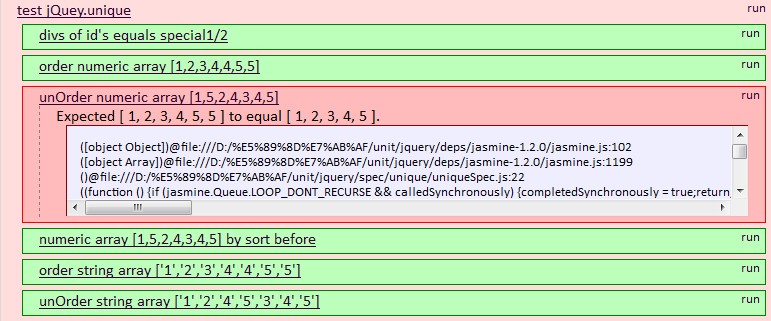 test jQuey.unique run
divs of id's equals special1/2 run
order numeric array [1,2,3,4,4,5,5] run
unOrder numeric array [1,5,2,4,3,4,5] run
Expected [ 1, 2, 3, 4, 5, 5 ] to equal [ 1, 2, 3, 4, 5 ].
([object Object])@file:///D:/%E5%89%8D%E7%AB%AF/unit/jquery/deps/jasmine-1.2.0/jasmine.js:102
([object Array])@file:///D:/%E5%89%8D%E7%AB%AF/unit/jquery/deps/jasmine-1.2.0/jasmine.js:1199
()@file:///D:/%E5%89%8D%E7%AB%AF/unit/jquery/spec/unique/uniqueSpec.js:22
((function () {if (jasmine.Queue.LOOP_DONT_RECURSE && calledSynchronously) {completedSynchronously = true;return
numeric array [1,5,2,4,3,4,5] by sort before run
order string array ['1','2','3','4','4','5','5'] run
unOrder string array ['1','2','4','5','3','4','5'] run